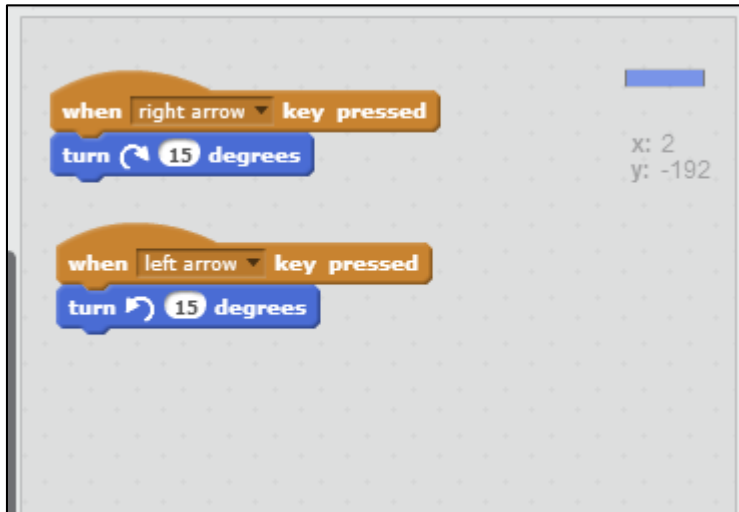 when right arrow key pressed
turn 15 degrees
x: 2
y: -192
when left arrow key pressed
turn 15 degrees